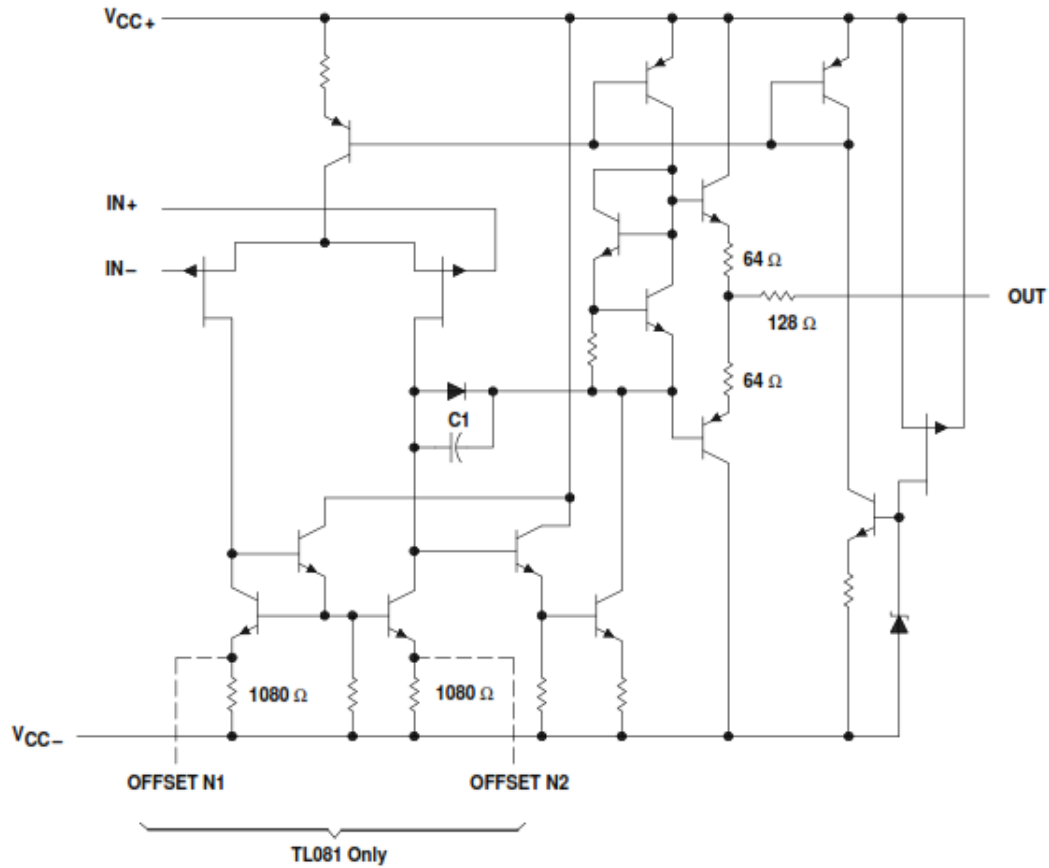 VCC+
IN+
IN−
64 Ω
OUT
128 Ω
64 Ω
C1
1080 Ω
1080 Ω
VCC−
OFFSET N1
OFFSET N2
TL081 Only